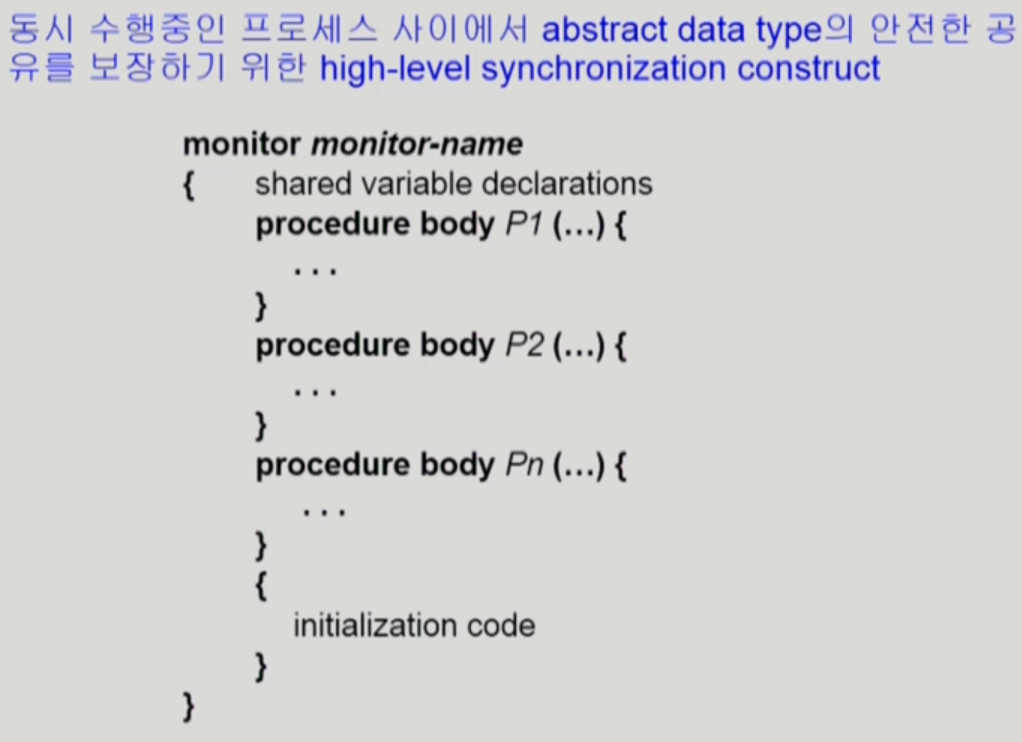 동시 수행중인 프로세스 사이에서 abstract data type의 안전한 공
유를 보장하기 위한 high-level synchronization construct
monitor monitor-name
{ shared variable declarations
procedure body P1 (...) {
...
}
procedure body P2 (...) {
...
}
procedure body Pn (...) {
...
}
{
initialization code
}
}